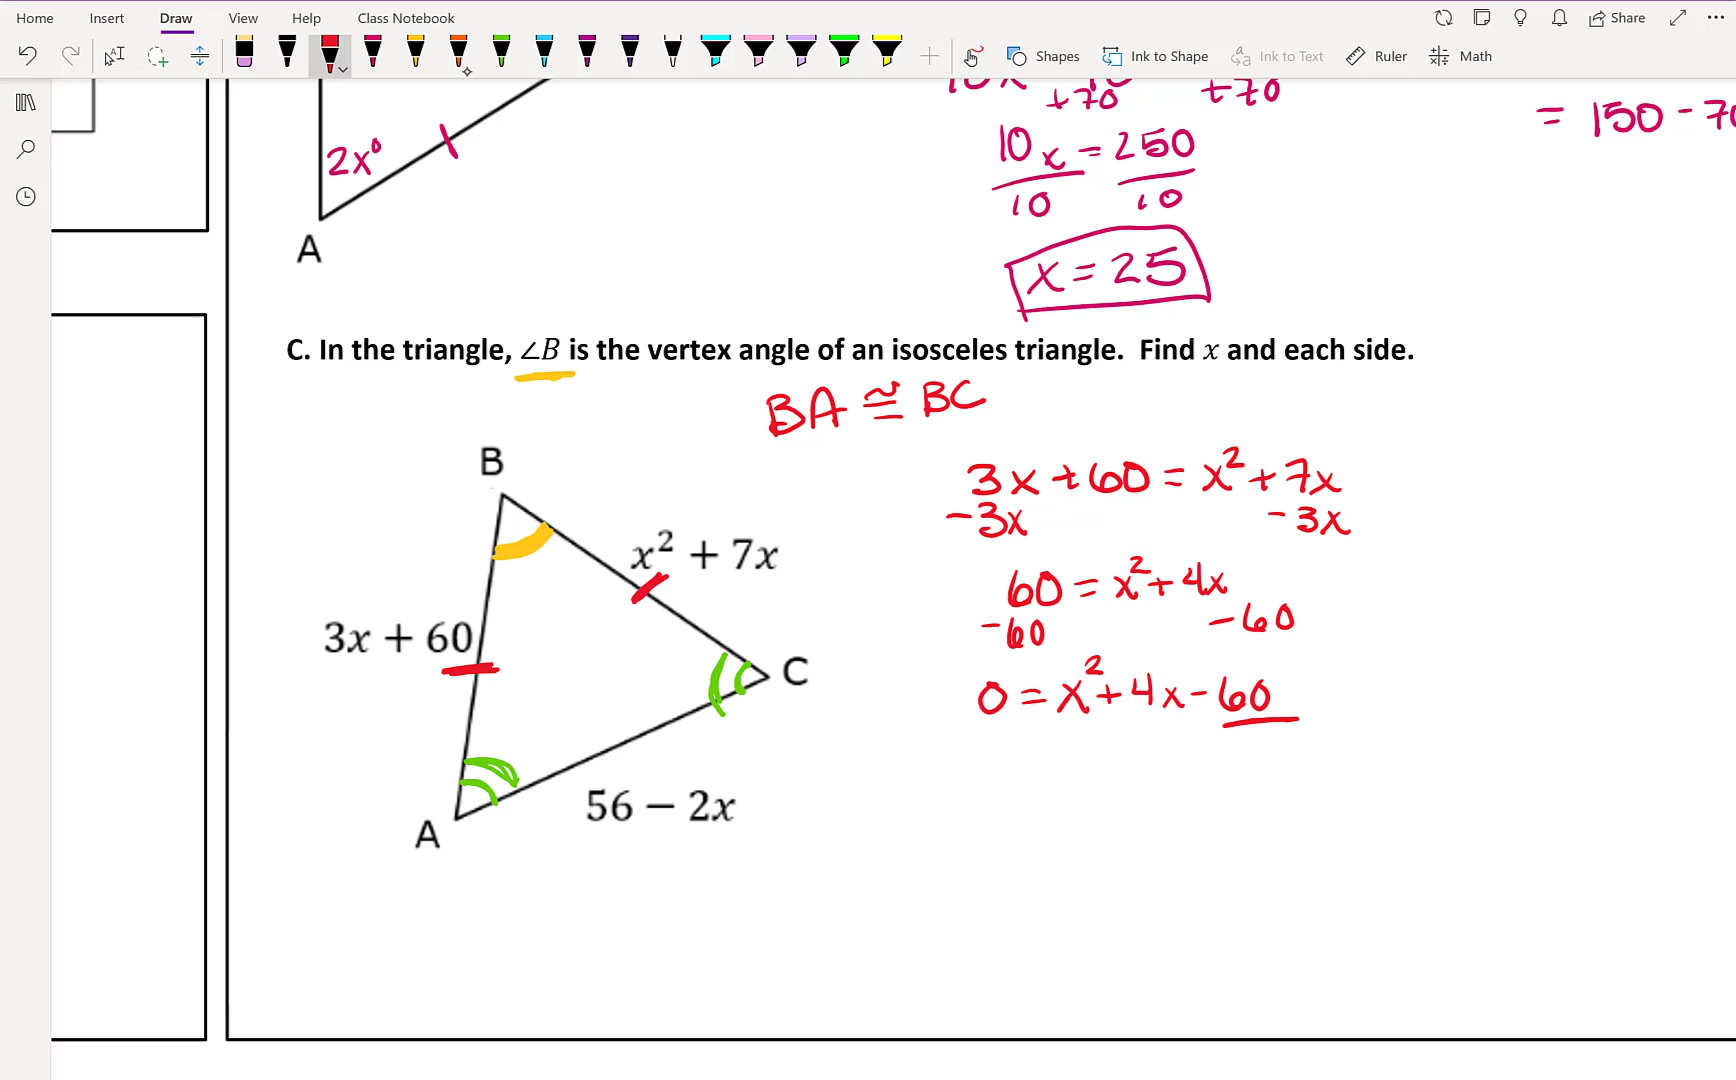 Home Insert Draw View Help Class Notebook Share
Shapes Ink to Shape Ink to Text Ruler Math
+70 +70
= 150 - 70
10x = 250
10 10
2x°
A
x = 25
C. In the triangle, ∠B is the vertex angle of an isosceles triangle. Find x and each side.
BA ≅ BC
B
3x + 60 = x² + 7x
-3x -3x
x² + 7x
60 = x² + 4x
-60 -60
3x + 60
C
0 = x² + 4x - 60
56 − 2x
A